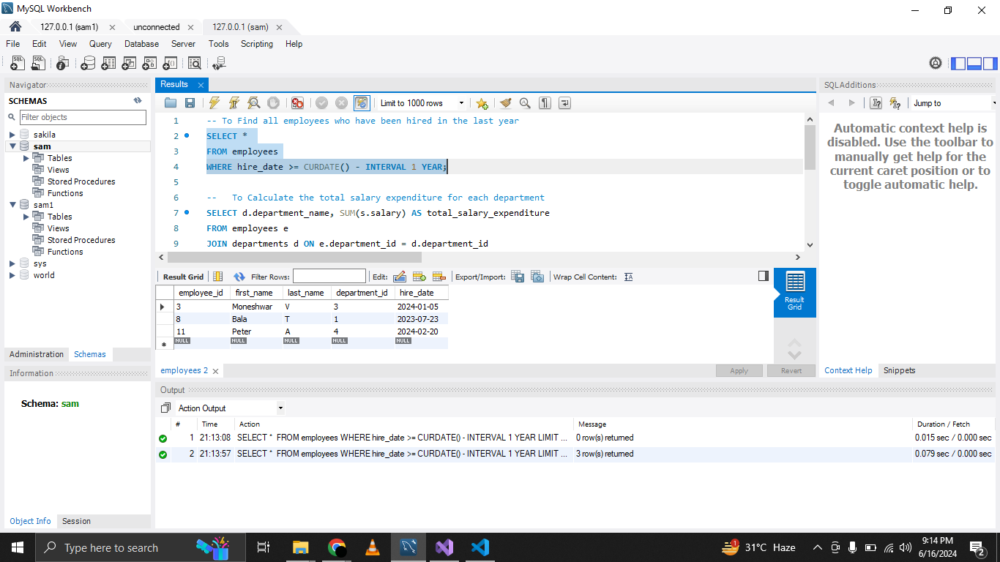 MySQL Workbench
127.0.0.1 (sam1)
unconnected
127.0.0.1 (sam)
File Edit View Query Database Server Tools Scripting Help
Navigator
SCHEMAS
Filter objects
sakila
sam
Tables
Views
Stored Procedures
Functions
sam1
Tables
Views
Stored Procedures
Functions
sys
world
Administration Schemas
Information
Schema: sam
Object Info Session
Results
Limit to 1000 rows
1 -- To Find all employees who have been hired in the last year
2 SELECT *
3 FROM employees
4 WHERE hire_date >= CURDATE() - INTERVAL 1 YEAR;
5
6 -- To Calculate the total salary expenditure for each department
7 SELECT d.department_name, SUM(s.salary) AS total_salary_expenditure
8 FROM employees e
9 JOIN departments d ON e.department_id = d.department_id
Result Grid Filter Rows: Edit: Export/Import: Wrap Cell Content:
employee_id first_name last_name department_id hire_date
3 Moneshwar V 3 2024-01-05
8 Bala T 1 2023-07-23
11 Peter A 4 2024-02-20
NULL NULL NULL NULL NULL
Result
Grid
employees 2
Apply Revert
SQLAdditions
Jump to
Automatic context help is
disabled. Use the toolbar to
manually get help for the
current caret position or to
toggle automatic help.
Context Help Snippets
Output
Action Output
# Time Action Message Duration / Fetch
1 21:13:08 SELECT * FROM employees WHERE hire_date >= CURDATE() - INTERVAL 1 YEAR LIMIT ... 0 row(s) returned 0.015 sec / 0.000 sec
2 21:13:57 SELECT * FROM employees WHERE hire_date >= CURDATE() - INTERVAL 1 YEAR LIMIT ... 3 row(s) returned 0.079 sec / 0.000 sec
Type here to search
1
31°C Haze
9:14 PM
6/16/2024
2